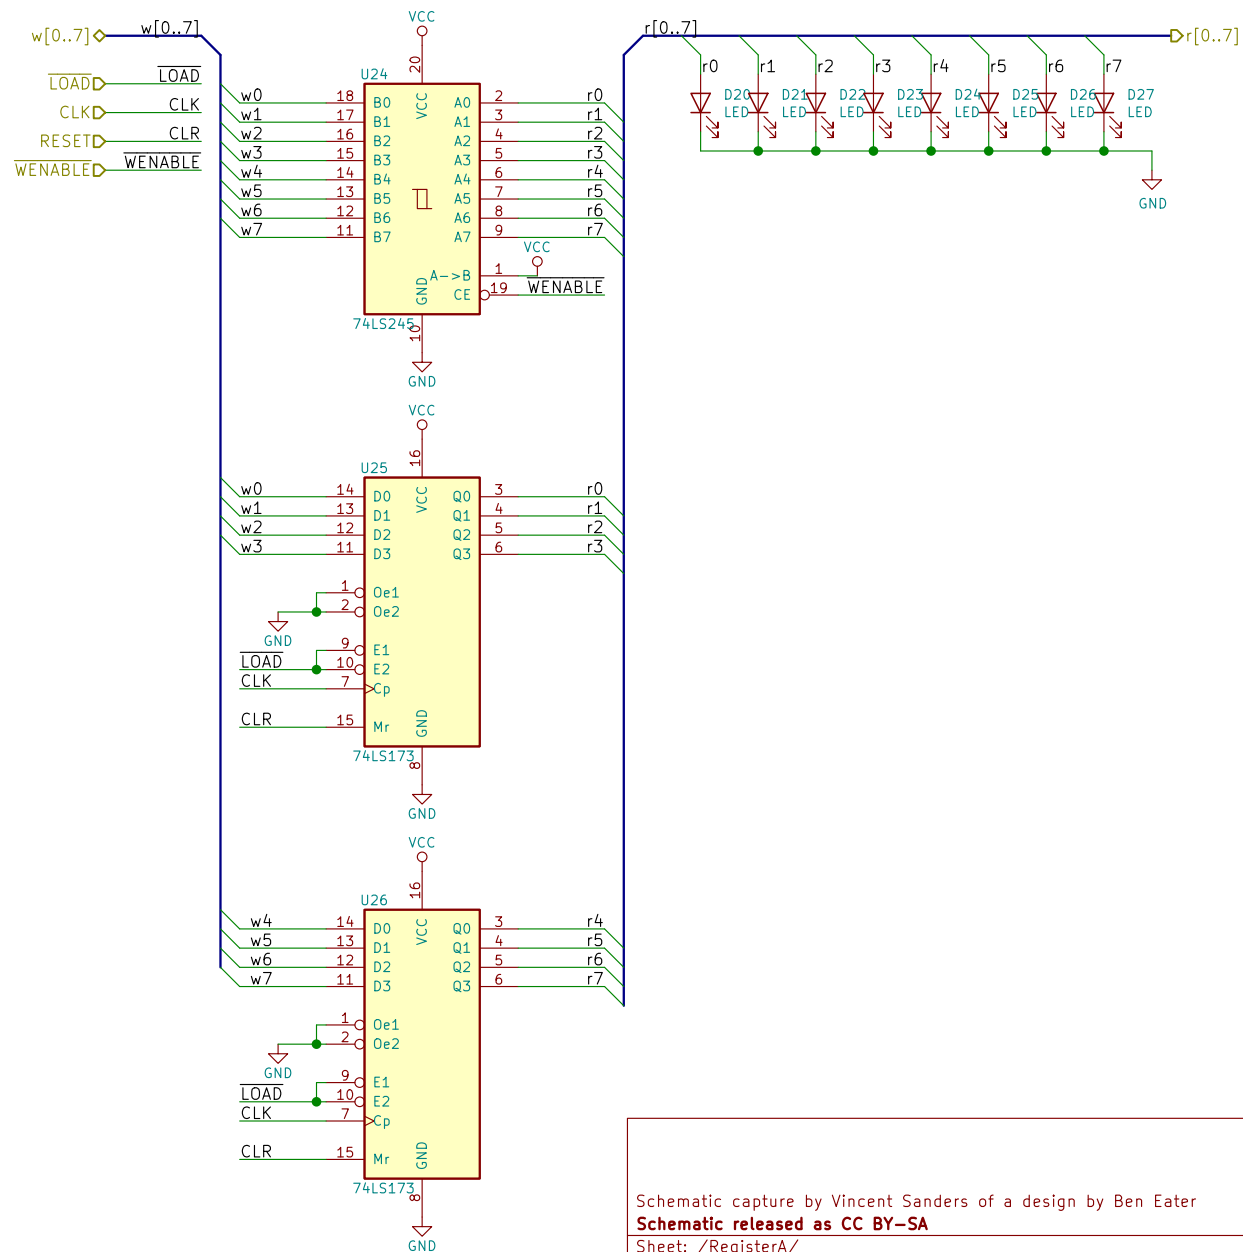 w[0..7]
w[0..7]
LOAD
LOAD
CLK
CLK
RESET
CLR
WENABLE
WENABLE
VCC
20
U24
VCC
w0 18 B0 A0 2 r0
w1 17 B1 A1 3 r1
w2 16 B2 A2 4 r2
w3 15 B3 A3 5 r3
w4 14 B4 A4 6 r4
w5 13 B5 A5 7 r5
w6 12 B6 A6 8 r6
w7 11 B7 A7 9 r7
VCC
A->B 1
CE 19 WENABLE
GND
74LS245
10
GND
r[0..7]
r[0..7]
r0 r1 r2 r3 r4 r5 r6 r7
D20 D21 D22 D23 D24 D25 D26 D27
LED LED LED LED LED LED LED LED
GND
VCC
16
U25
VCC
w0 14 D0 Q0 3 r0
w1 13 D1 Q1 4 r1
w2 12 D2 Q2 5 r2
w3 11 D3 Q3 6 r3
1 Oe1
2 Oe2
GND
9 E1
LOAD 10 E2
CLK 7 Cp
CLR 15 Mr
GND
74LS173
8
GND
VCC
16
U26
VCC
w4 14 D0 Q0 3 r4
w5 13 D1 Q1 4 r5
w6 12 D2 Q2 5 r6
w7 11 D3 Q3 6 r7
1 Oe1
2 Oe2
GND
9 E1
LOAD 10 E2
CLK 7 Cp
CLR 15 Mr
GND
74LS173
8
GND
Schematic capture by Vincent Sanders of a design by Ben Eater
Schematic released as CC BY-SA
Sheet: /RegisterA/